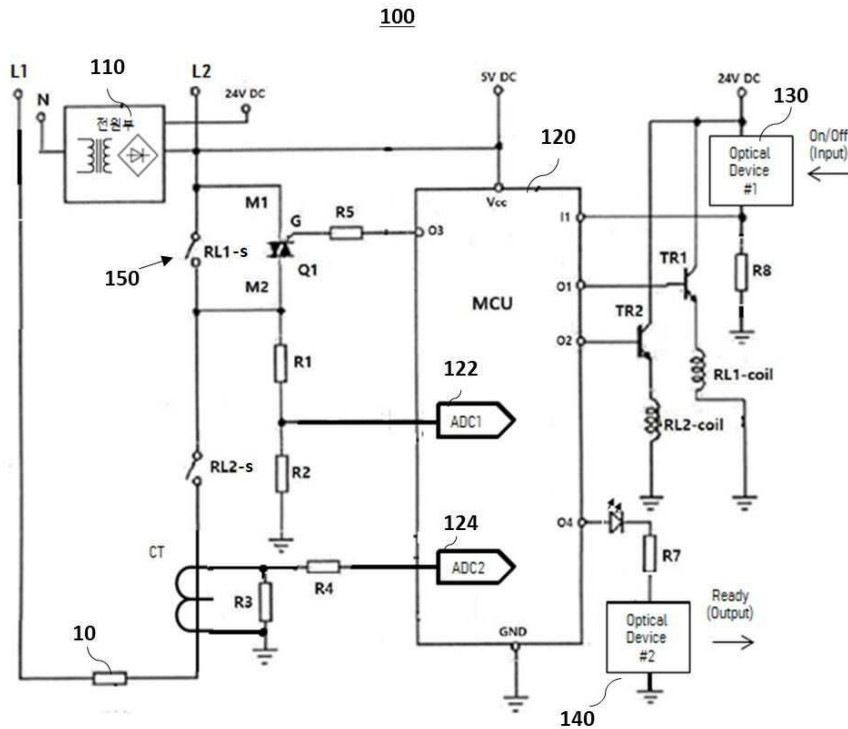 100
L1
N
110
전원부
L2
24V DC
5V DC
24V DC
130
120
Optical
Device
#1
On/Off
(Input)
Vcc
M1
G
R5
O3
I1
RL1-s
150
Q1
M2
TR1
R8
O1
MCU
TR2
O2
R1
RL1-coil
122
ADC1
RL2-coil
RL2-s
R2
CT
124
ADC2
O4
R4
R3
R7
Ready
(Output)
GND
Optical
Device
#2
10
140